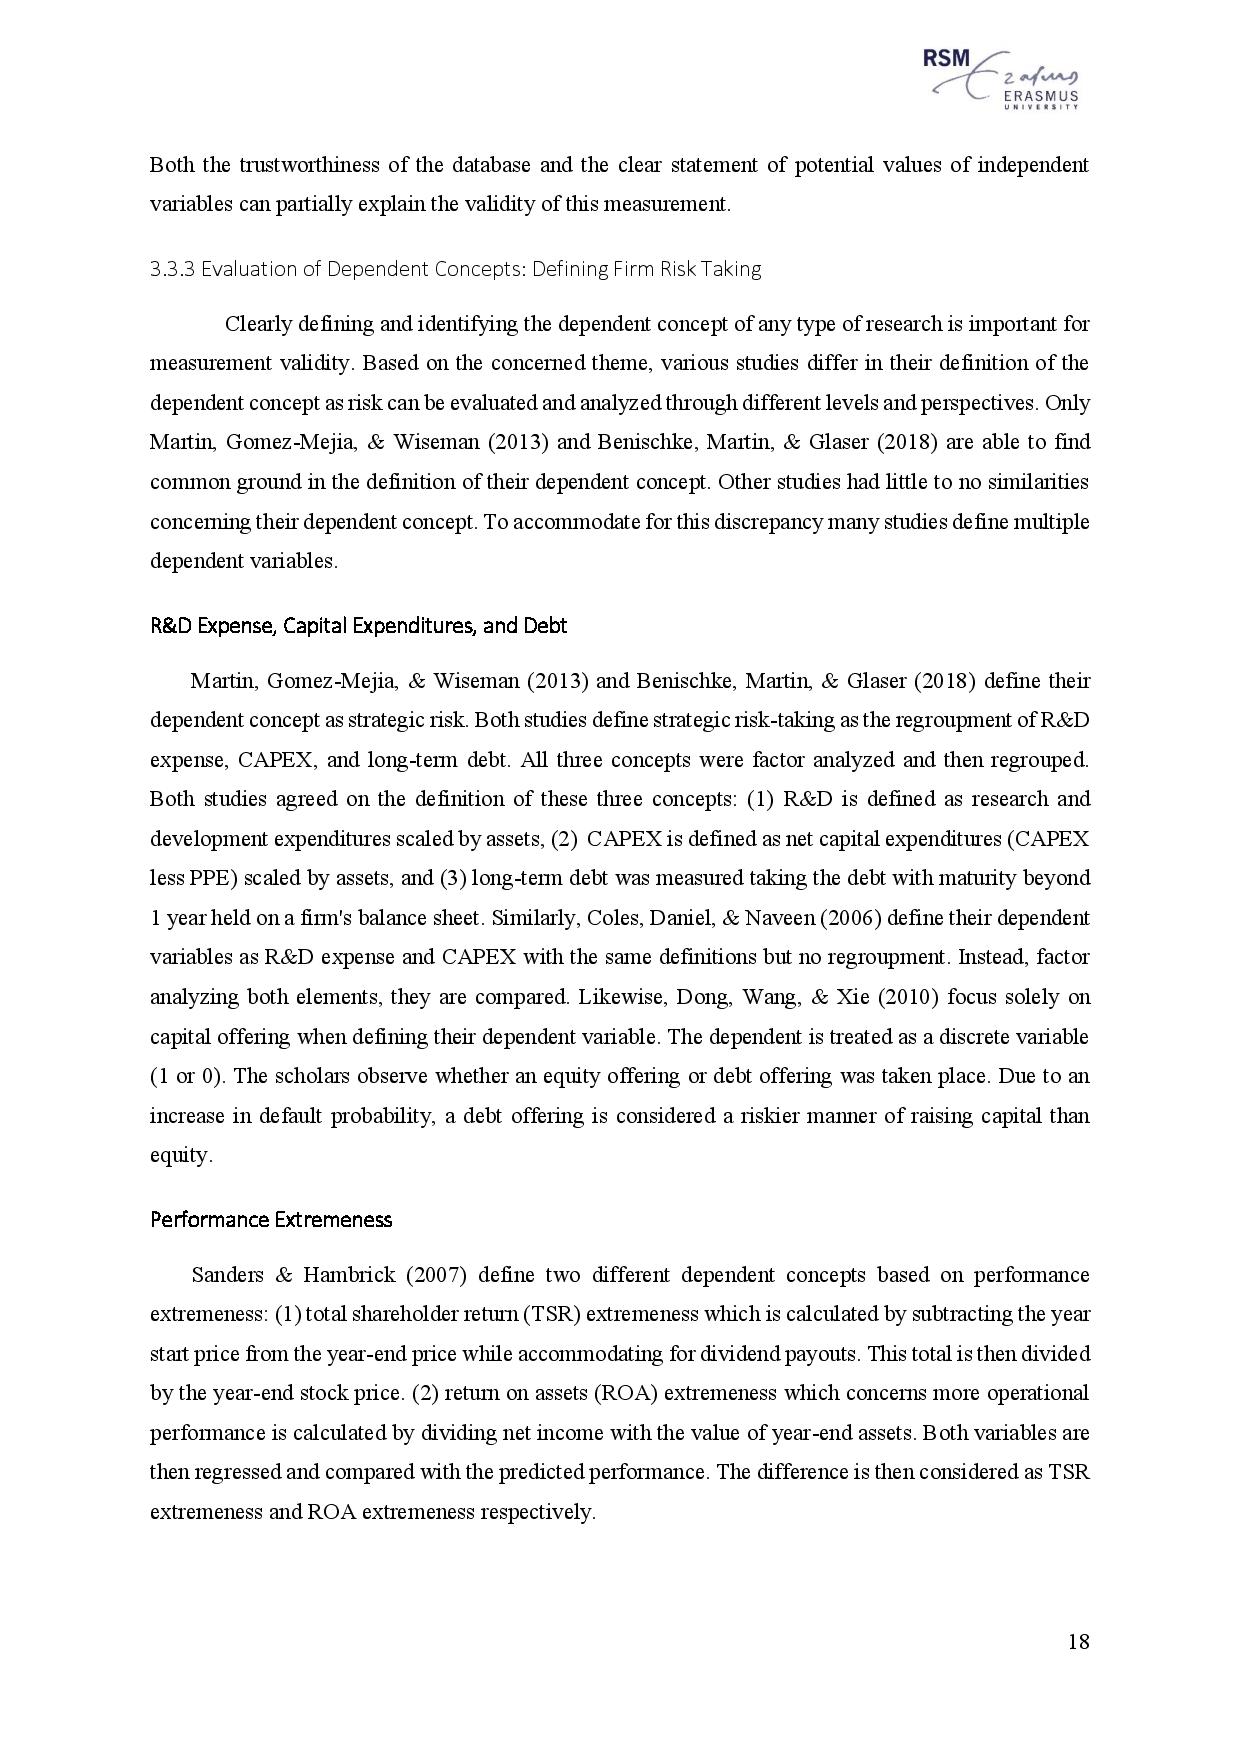 RSM
ERASMUS
UNIVERSITY
Both the trustworthiness of the database and the clear statement of potential values of independent
variables can partially explain the validity of this measurement.
3.3.3 Evaluation of Dependent Concepts: Defining Firm Risk Taking
Clearly defining and identifying the dependent concept of any type of research is important for
measurement validity. Based on the concerned theme, various studies differ in their definition of the
dependent concept as risk can be evaluated and analyzed through different levels and perspectives. Only
Martin, Gomez-Mejia, & Wiseman (2013) and Benischke, Martin, & Glaser (2018) are able to find
common ground in the definition of their dependent concept. Other studies had little to no similarities
concerning their dependent concept. To accommodate for this discrepancy many studies define multiple
dependent variables.
R&D Expense, Capital Expenditures, and Debt
Martin, Gomez-Mejia, & Wiseman (2013) and Benischke, Martin, & Glaser (2018) define their
dependent concept as strategic risk. Both studies define strategic risk-taking as the regroupment of R&D
expense, CAPEX, and long-term debt. All three concepts were factor analyzed and then regrouped.
Both studies agreed on the definition of these three concepts: (1) R&D is defined as research and
development expenditures scaled by assets, (2) CAPEX is defined as net capital expenditures (CAPEX
less PPE) scaled by assets, and (3) long-term debt was measured taking the debt with maturity beyond
1 year held on a firm's balance sheet. Similarly, Coles, Daniel, & Naveen (2006) define their dependent
variables as R&D expense and CAPEX with the same definitions but no regroupment. Instead, factor
analyzing both elements, they are compared. Likewise, Dong, Wang, & Xie (2010) focus solely on
capital offering when defining their dependent variable. The dependent is treated as a discrete variable
(1 or 0). The scholars observe whether an equity offering or debt offering was taken place. Due to an
increase in default probability, a debt offering is considered a riskier manner of raising capital than
equity.
Performance Extremeness
Sanders & Hambrick (2007) define two different dependent concepts based on performance
extremeness: (1) total shareholder return (TSR) extremeness which is calculated by subtracting the year
start price from the year-end price while accommodating for dividend payouts. This total is then divided
by the year-end stock price. (2) return on assets (ROA) extremeness which concerns more operational
performance is calculated by dividing net income with the value of year-end assets. Both variables are
then regressed and compared with the predicted performance. The difference is then considered as TSR
extremeness and ROA extremeness respectively.
18